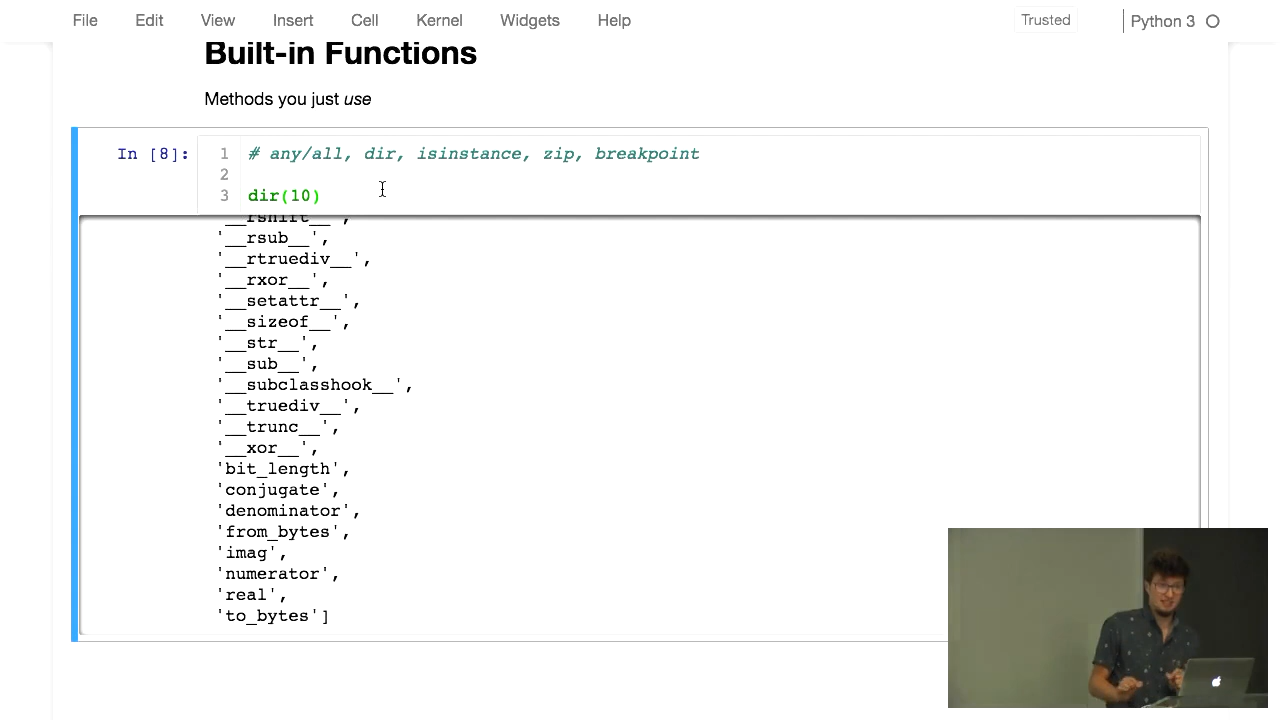 File Edit View Insert Cell Kernel Widgets Help Trusted Python 3
Built-in Functions
Methods you just use
In [8]: 1 # any/all, dir, isinstance, zip, breakpoint
2
3 dir(10)
'__rshift__',
'__rsub__',
'__rtruediv__',
'__rxor__',
'__setattr__',
'__sizeof__',
'__str__',
'__sub__',
'__subclasshook__',
'__truediv__',
'__trunc__',
'__xor__',
'bit_length',
'conjugate',
'denominator',
'from_bytes',
'imag',
'numerator',
'real',
'to_bytes']